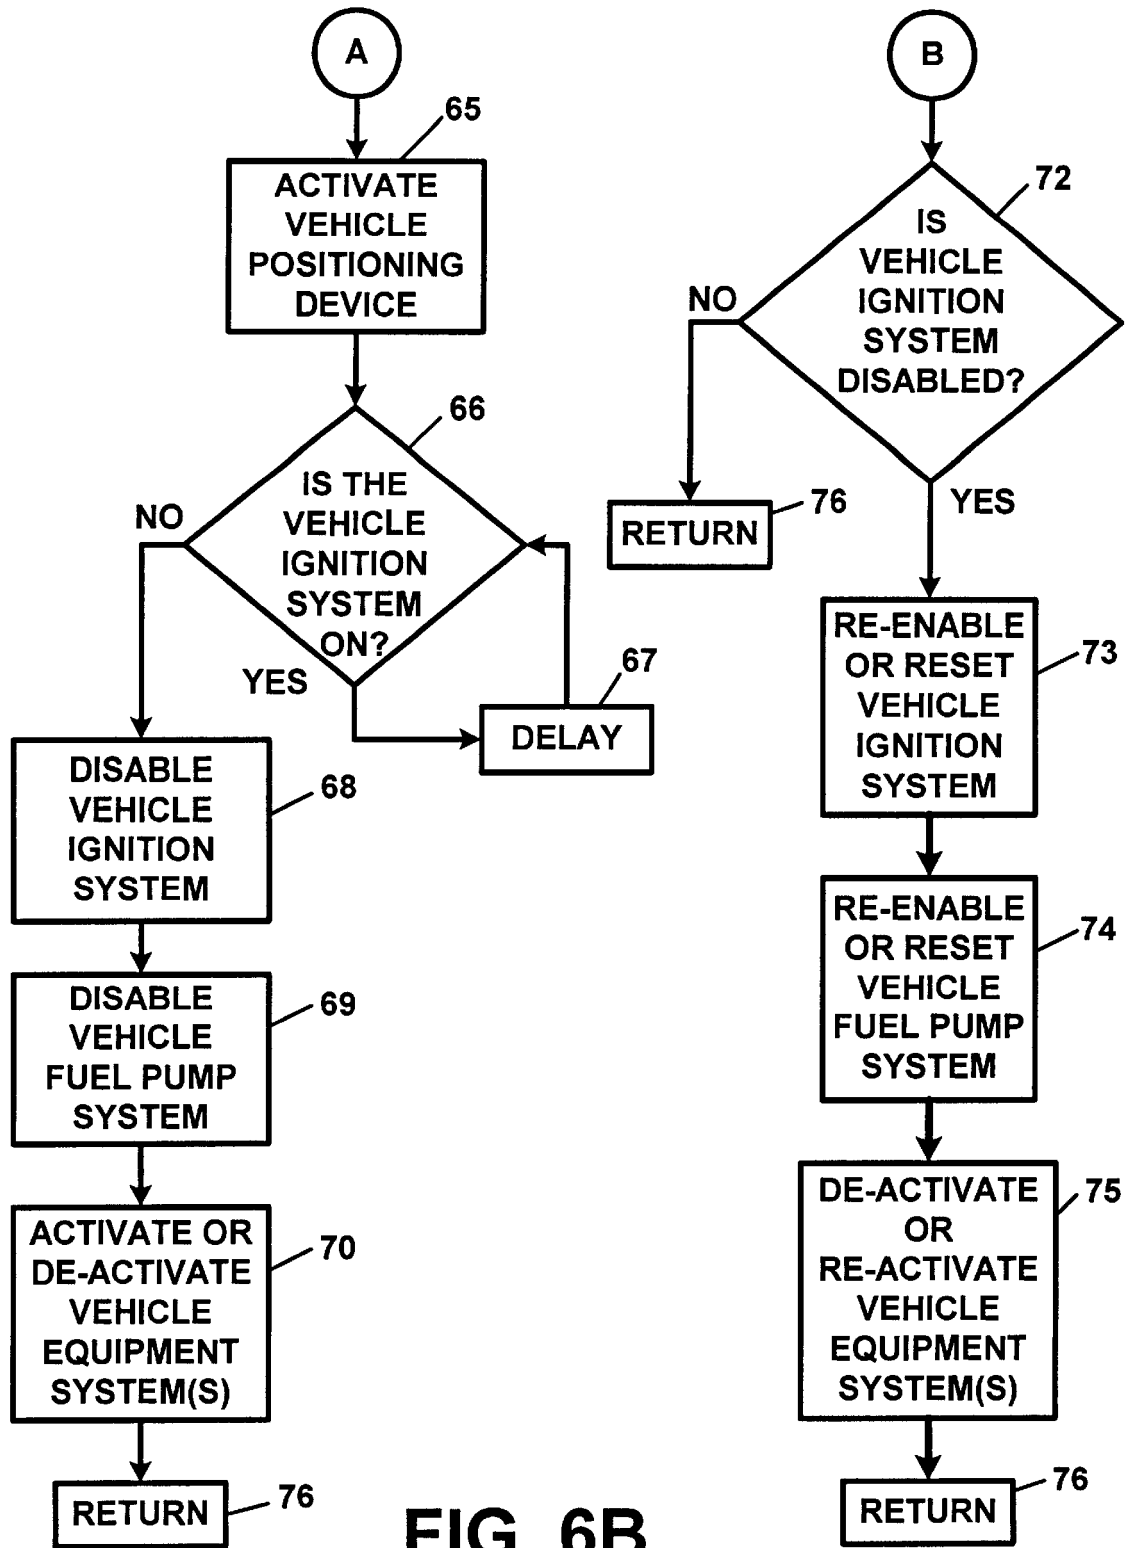 A
65
ACTIVATE
VEHICLE
POSITIONING
DEVICE
66
IS THE
VEHICLE
IGNITION
SYSTEM
ON?
NO
YES
67
DELAY
DISABLE
VEHICLE
IGNITION
SYSTEM
68
DISABLE
VEHICLE
FUEL PUMP
SYSTEM
69
ACTIVATE OR
DE-ACTIVATE
VEHICLE
EQUIPMENT
SYSTEM(S)
70
RETURN
76
B
72
IS
VEHICLE
IGNITION
SYSTEM
DISABLED?
NO
YES
76
RETURN
RE-ENABLE
OR RESET
VEHICLE
IGNITION
SYSTEM
73
RE-ENABLE
OR RESET
VEHICLE
FUEL PUMP
SYSTEM
74
DE-ACTIVATE
OR
RE-ACTIVATE
VEHICLE
EQUIPMENT
SYSTEM(S)
75
RETURN
76
FIG. 6B